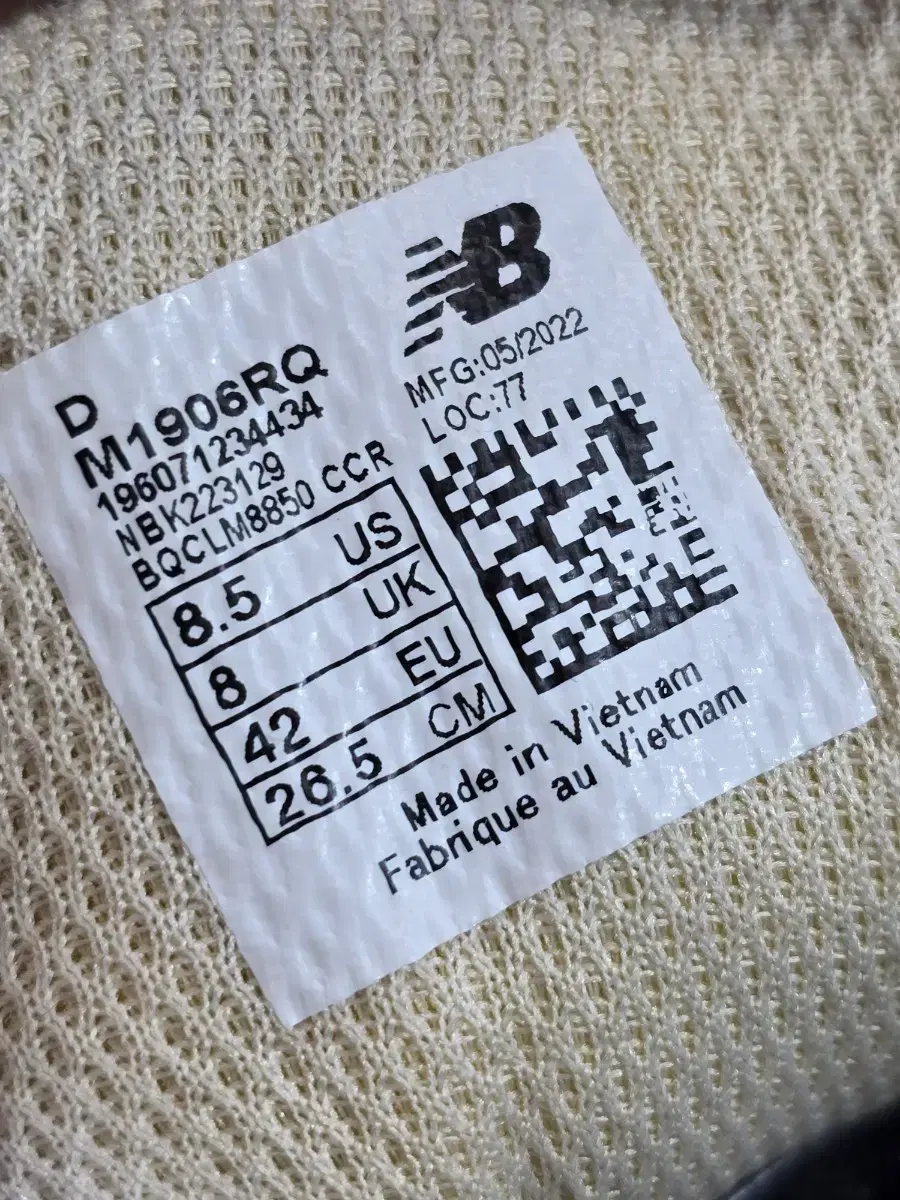 NB
MFG:05/2022
LOC:77
D
M1906RQ
196071234434
NBK223129
BQCLM8850 CCR
8.5 US
8 UK
42 EU
26.5 CM
Made in Vietnam
Fabrique au Vietnam